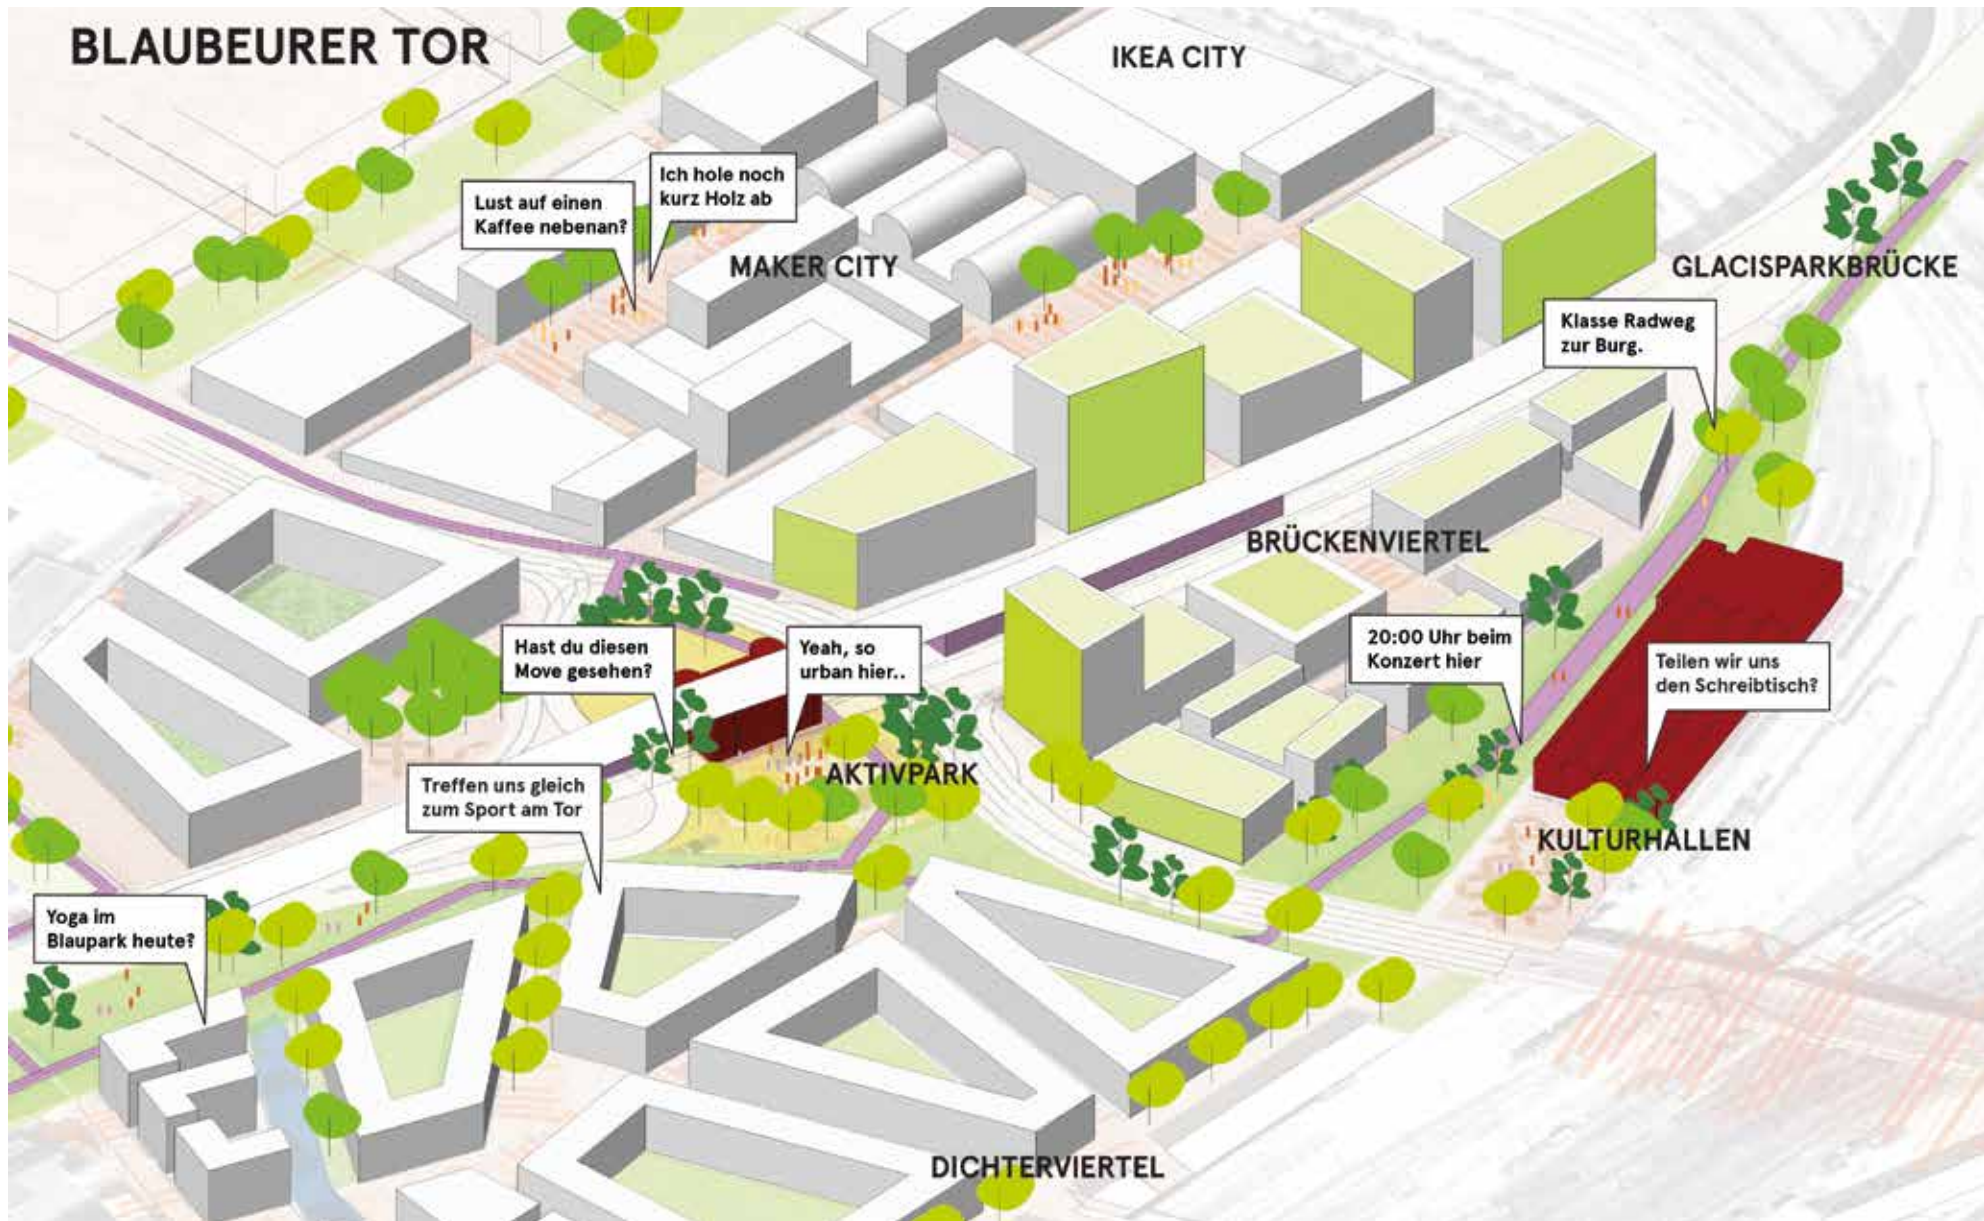 BLAUBEURER TOR
IKEA CITY
Ich hole noch
kurz Holz ab
Lust auf einen
Kaffee nebenan?
MAKER CITY
GLACISPARKBRÜCKE
Klasse Radweg
zur Burg.
BRÜCKENVIERTEL
Hast du diesen
Move gesehen?
Yeah, so
urban hier..
20:00 Uhr beim
Konzert hier
Teilen wir uns
den Schreibtisch?
AKTIVPARK
Treffen uns gleich
zum Sport am Tor
KULTURHALLEN
Yoga im
Blaupark heute?
DICHTERVIERTEL